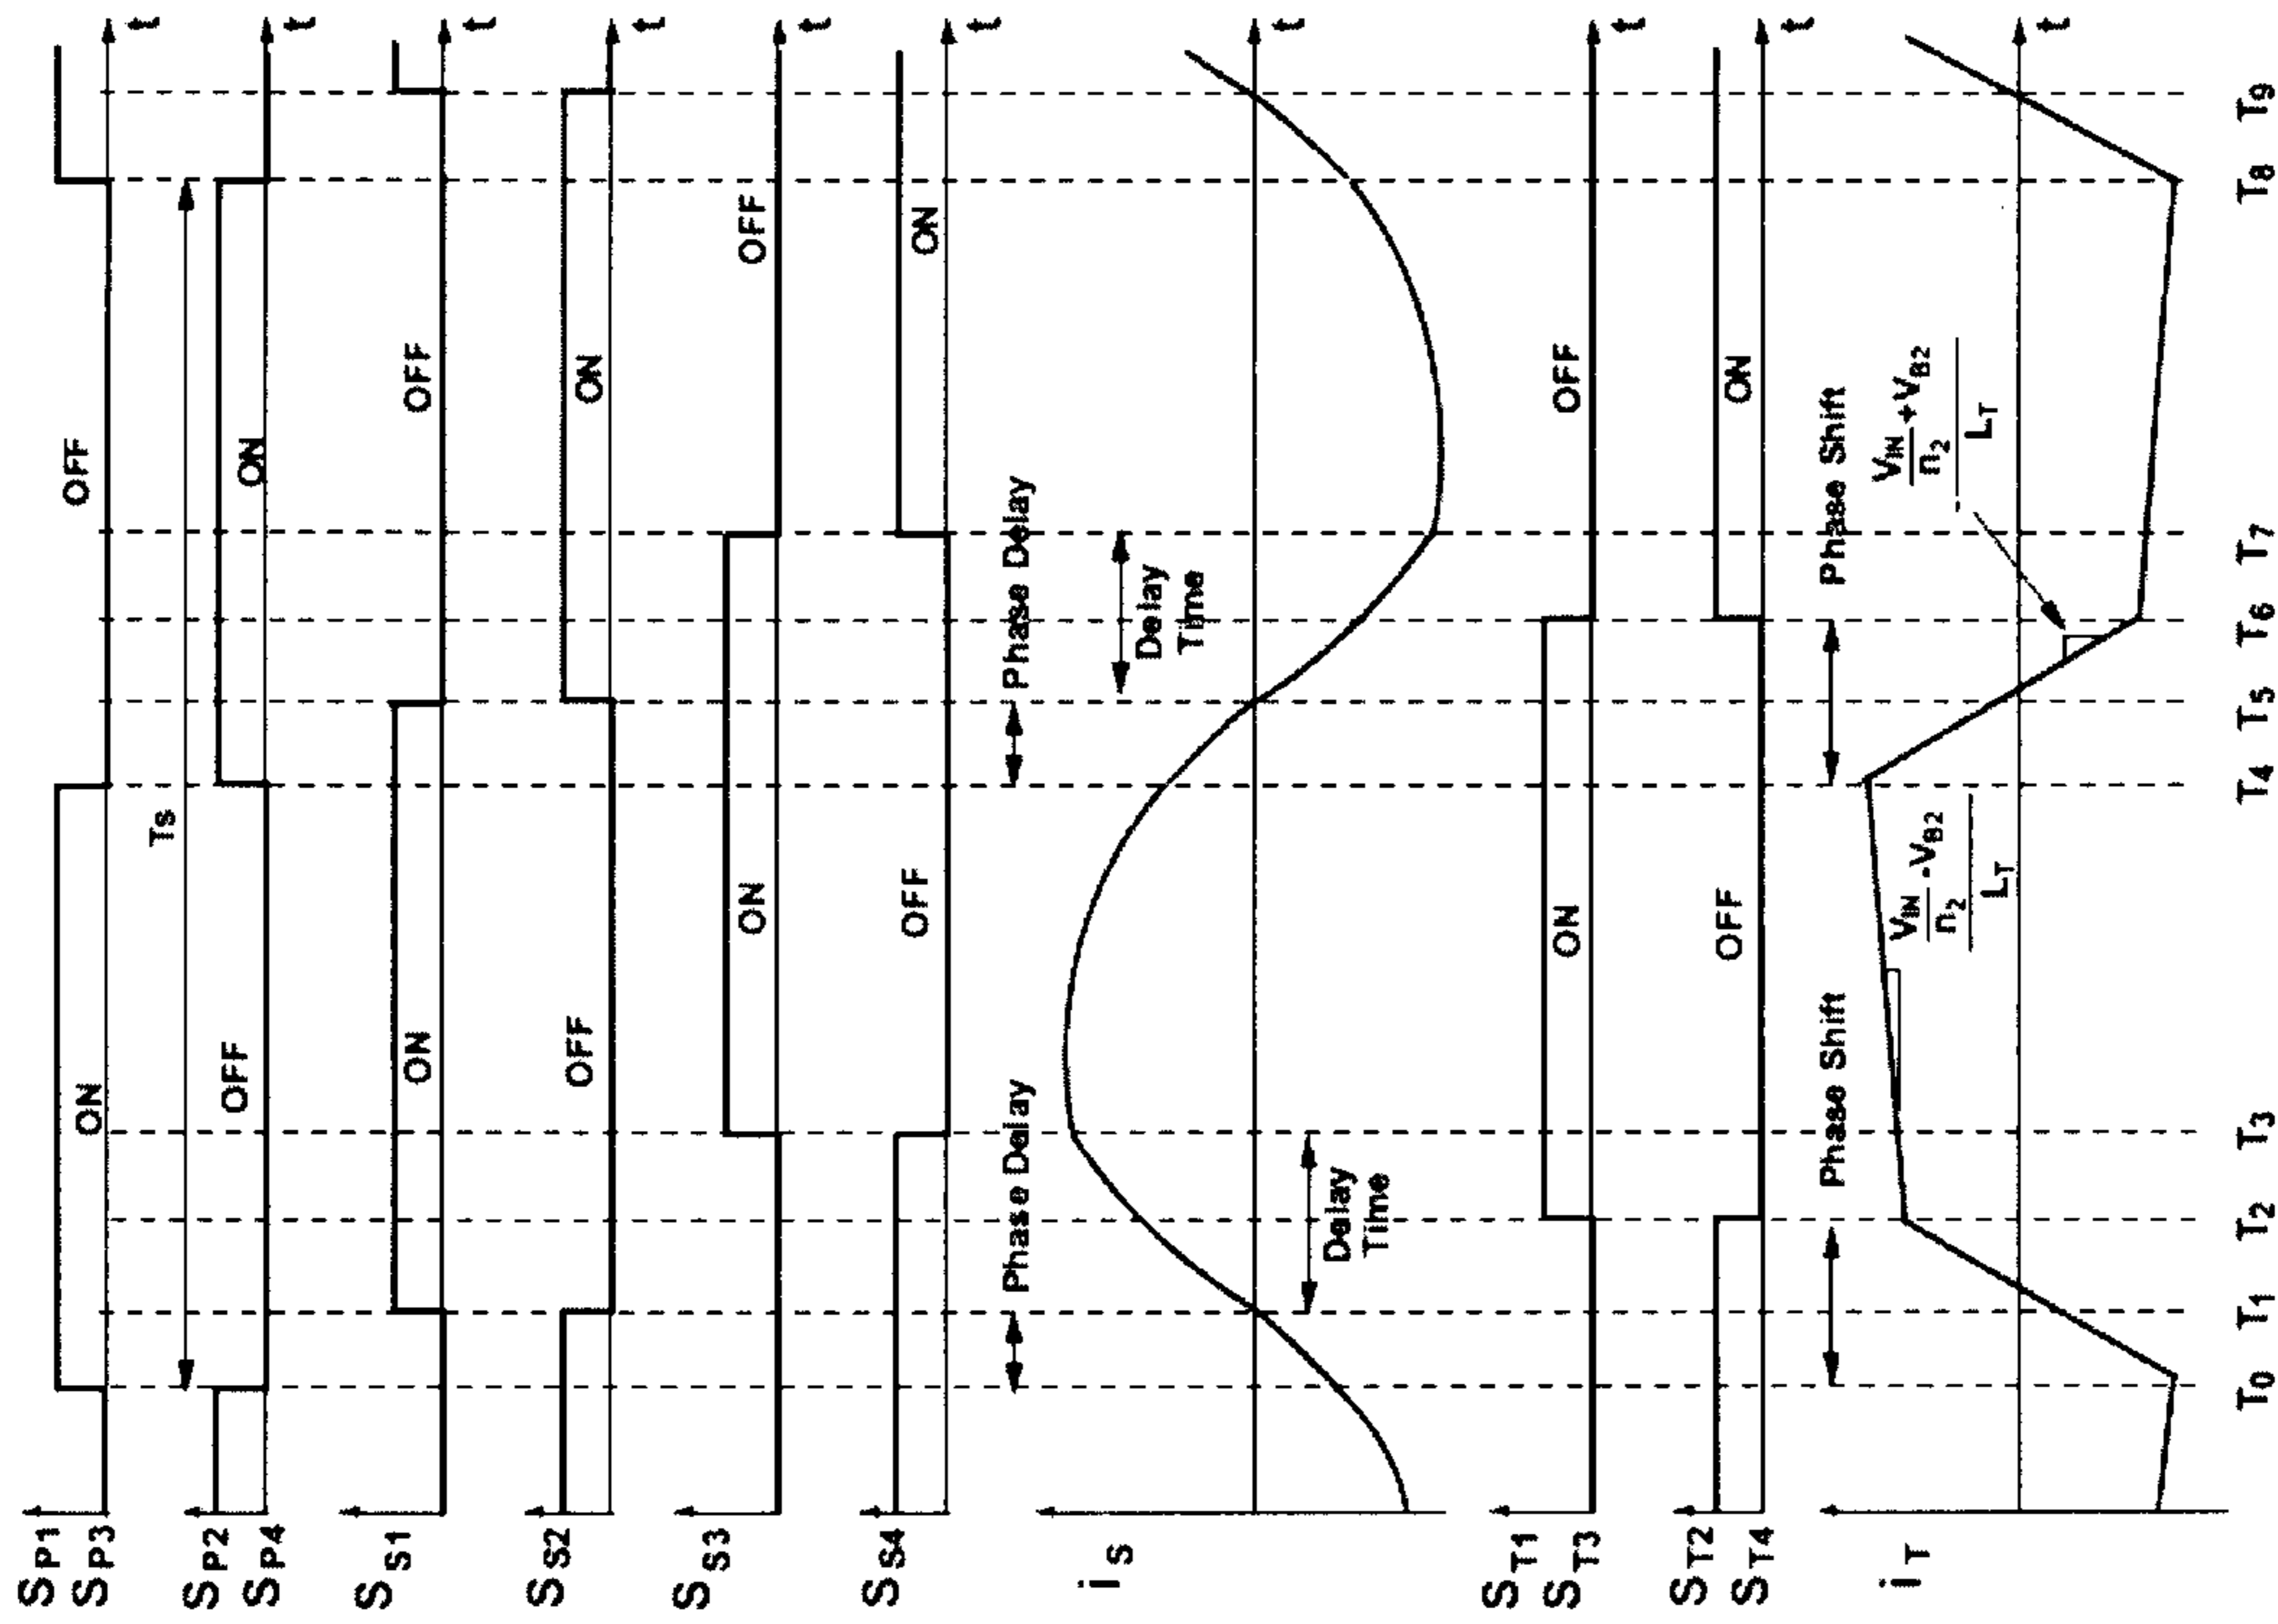 SP1
SP3
ON
OFF
t
Ts
SP2
SP4
OFF
ON
t
SS1
ON
OFF
t
SS2
OFF
ON
t
SS3
ON
OFF
t
SS4
OFF
ON
t
Phase Delay
Phase Delay
iS
Delay
Time
Delay
Time
t
ST1
ST3
ON
OFF
t
ST2
ST4
OFF
ON
t
Phase Shift
Phase Shift
iT
VIN/n2 - VB2
LT
- VIN/n2 + VB2
LT
t
T0 T1 T2 T3 T4 T5 T6 T7 T8 T9